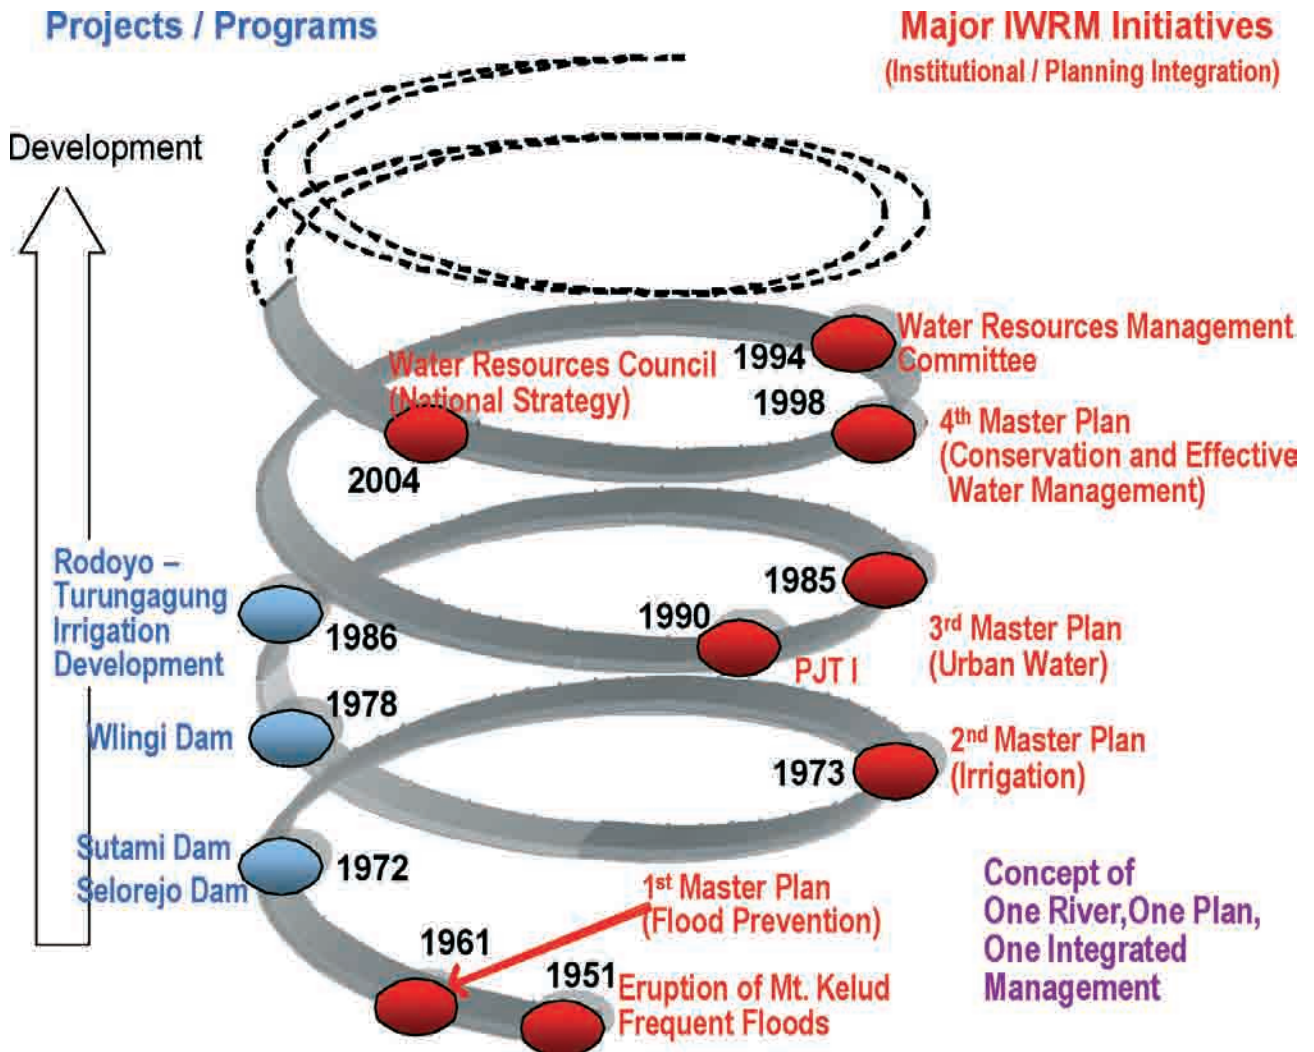 Projects / Programs
Major IWRM Initiatives
(Institutional / Planning Integration)
Development
Water Resources Management
Committee
1994
Water Resources Council
(National Strategy)
1998
4th Master Plan
(Conservation and Effective
Water Management)
2004
Rodoyo –
Turungagung
Irrigation
Development
1986
1985
1990
3rd Master Plan
(Urban Water)
PJT I
1978
Wlingi Dam
2nd Master Plan
(Irrigation)
1973
Sutami Dam
Selorejo Dam
1972
1st Master Plan
(Flood Prevention)
Concept of
One River,One Plan,
One Integrated
Management
1961
1951
Eruption of Mt. Kelud
Frequent Floods